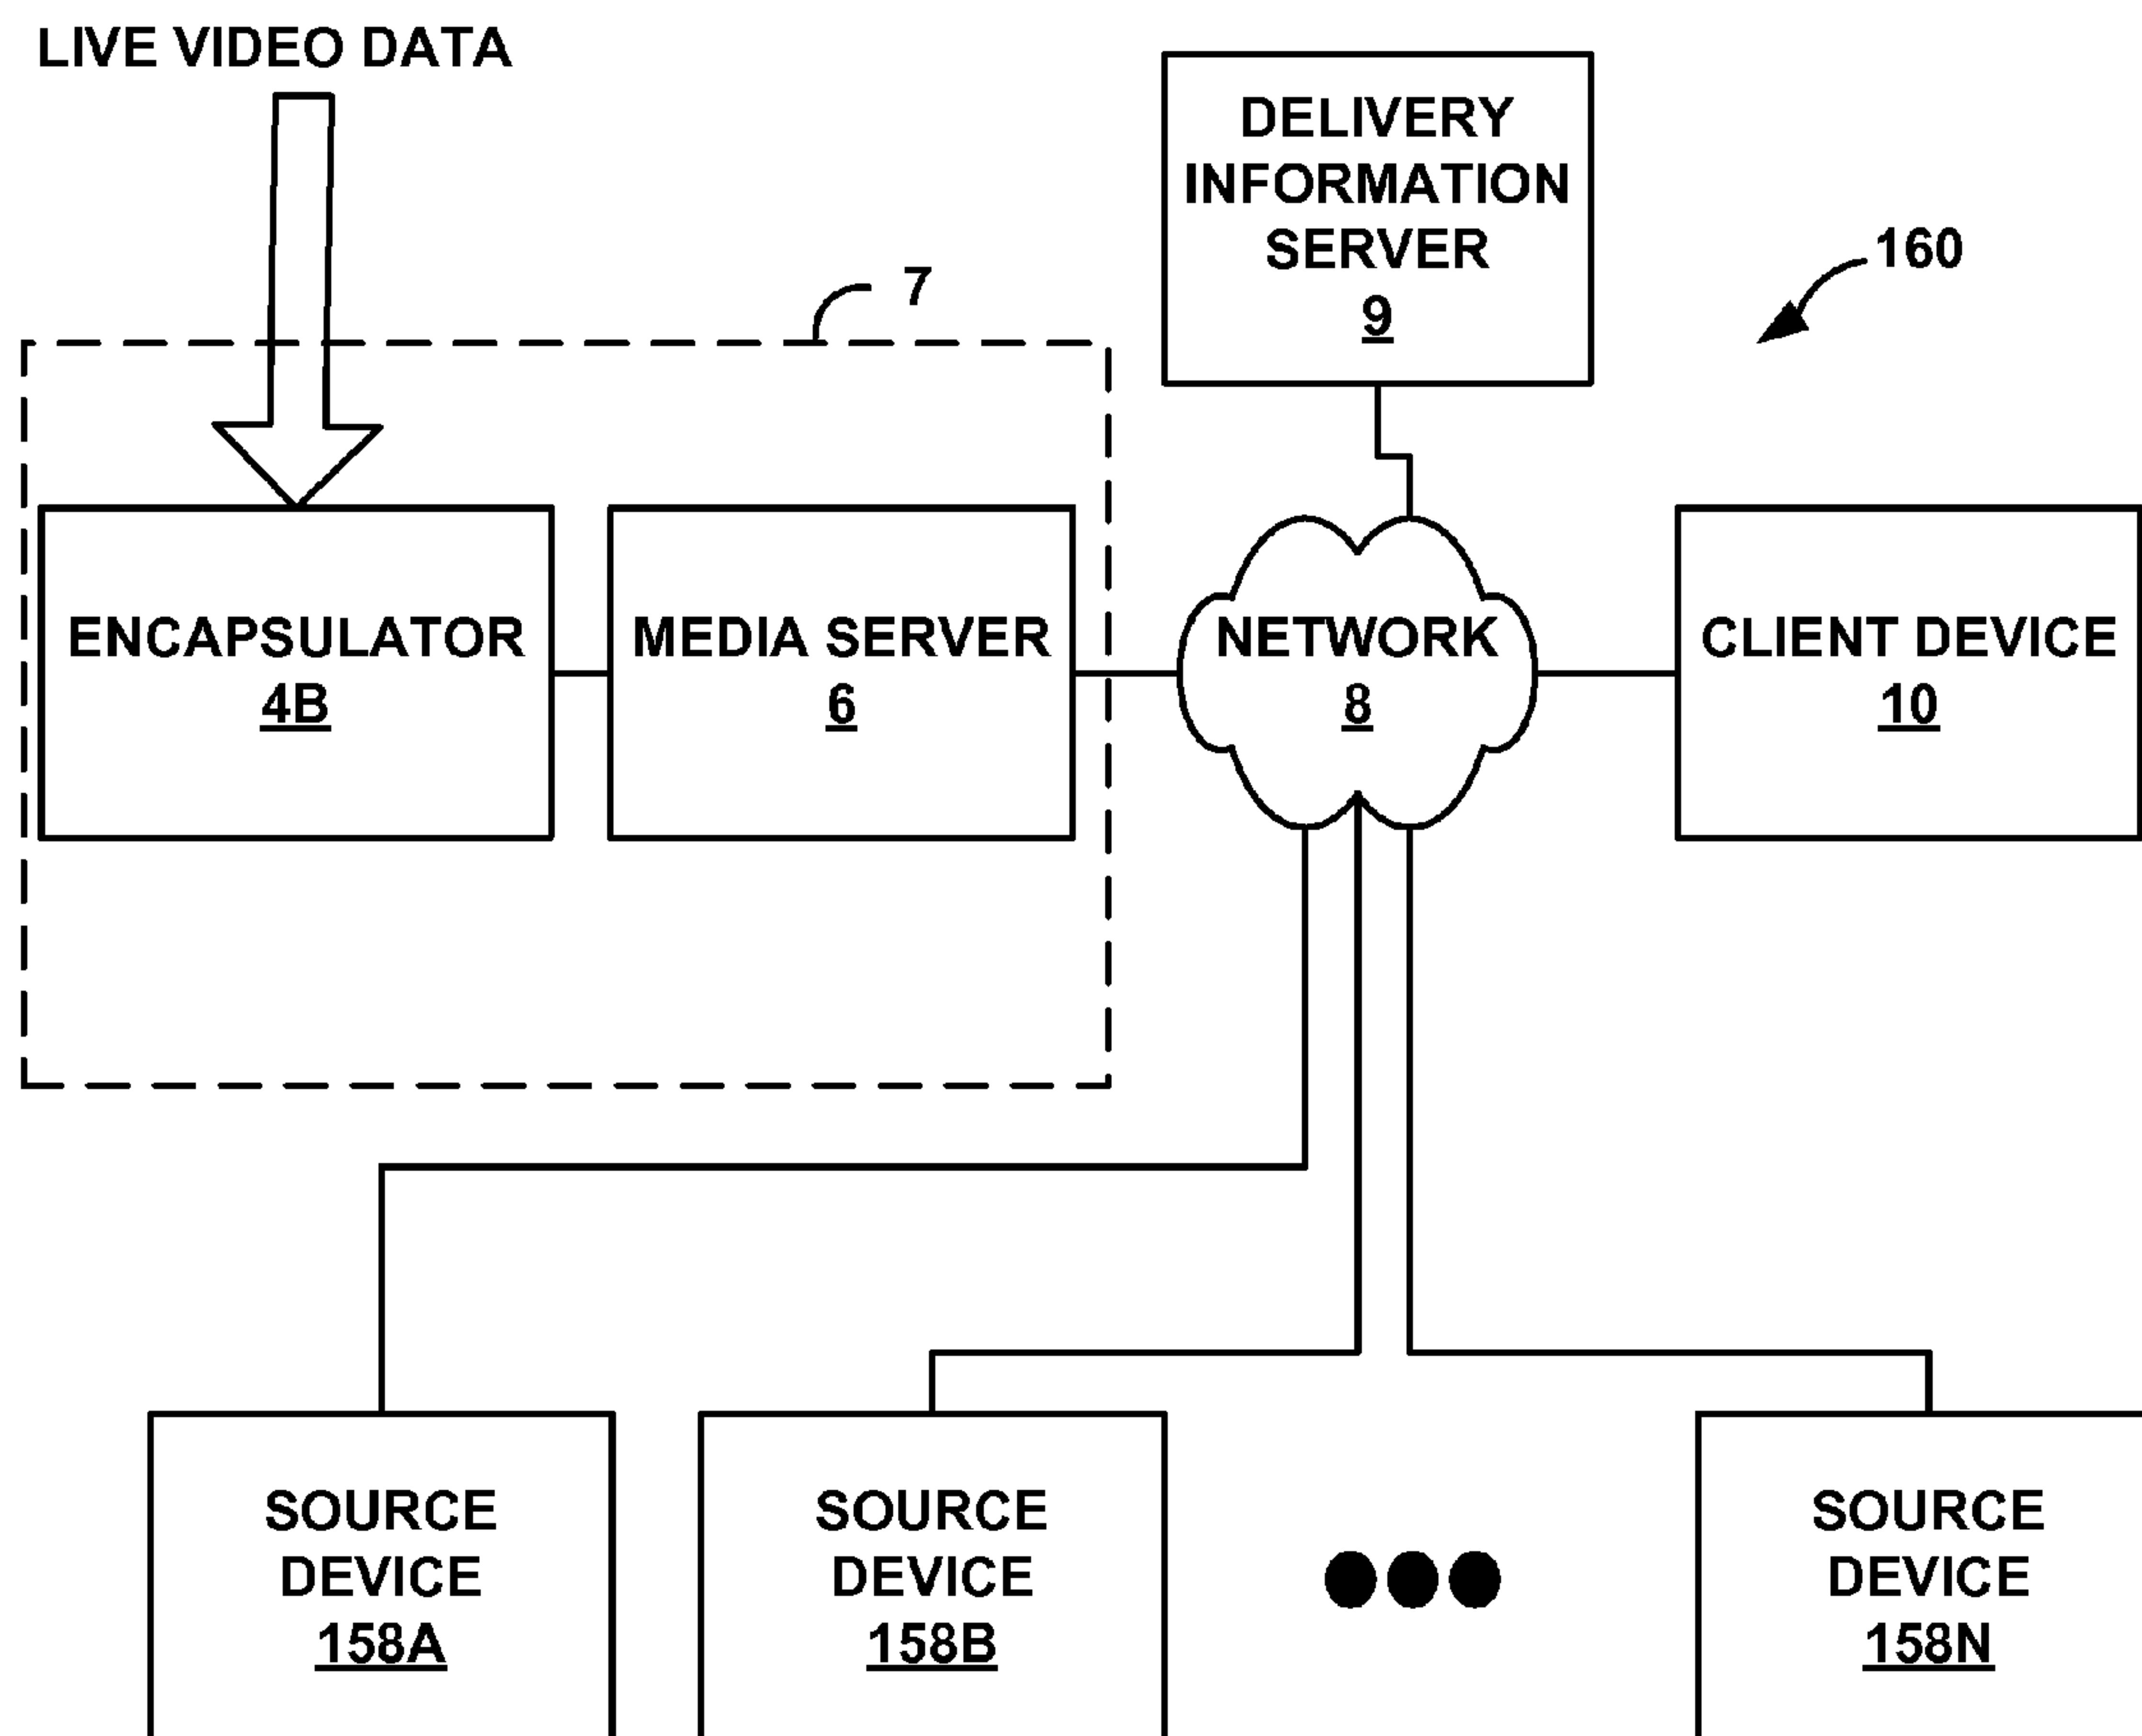 LIVE VIDEO DATA
DELIVERY
INFORMATION
SERVER
9
160
7
ENCAPSULATOR
4B
MEDIA SERVER
6
NETWORK
8
CLIENT DEVICE
10
SOURCE
DEVICE
158A
SOURCE
DEVICE
158B
SOURCE
DEVICE
158N